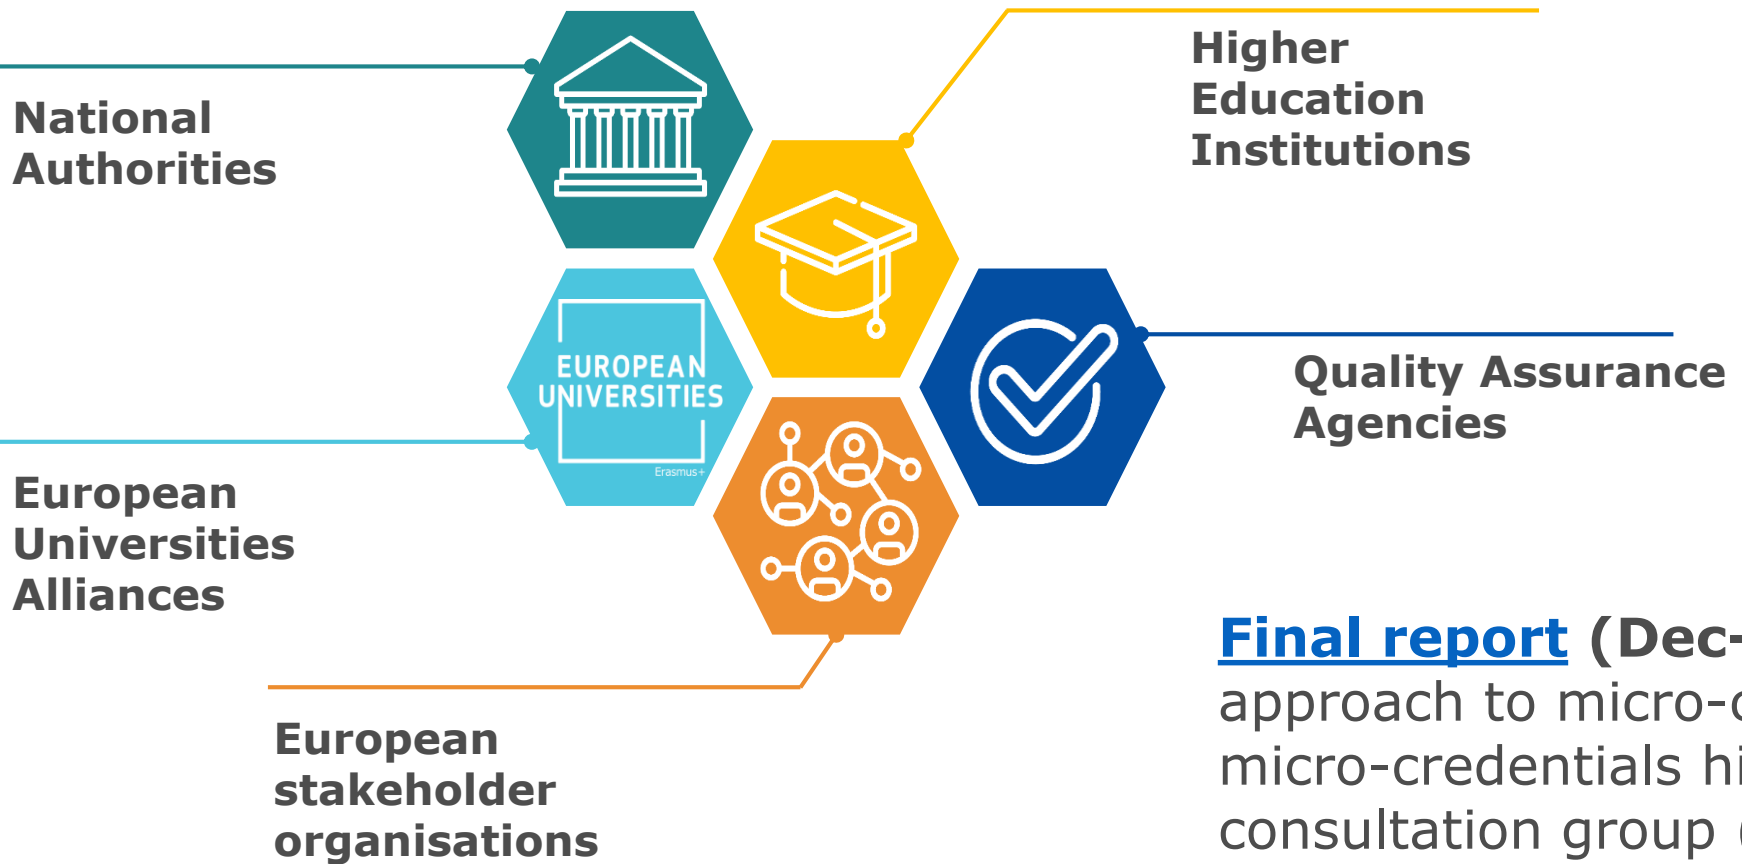 National
Authorities
Higher
Education
Institutions
EUROPEAN
UNIVERSITIES
Erasmus+
Quality Assurance
Agencies
European
Universities
Alliances
European
stakeholder
organisations
Final report (Dec-
approach to micro-
micro-credentials
consultation group